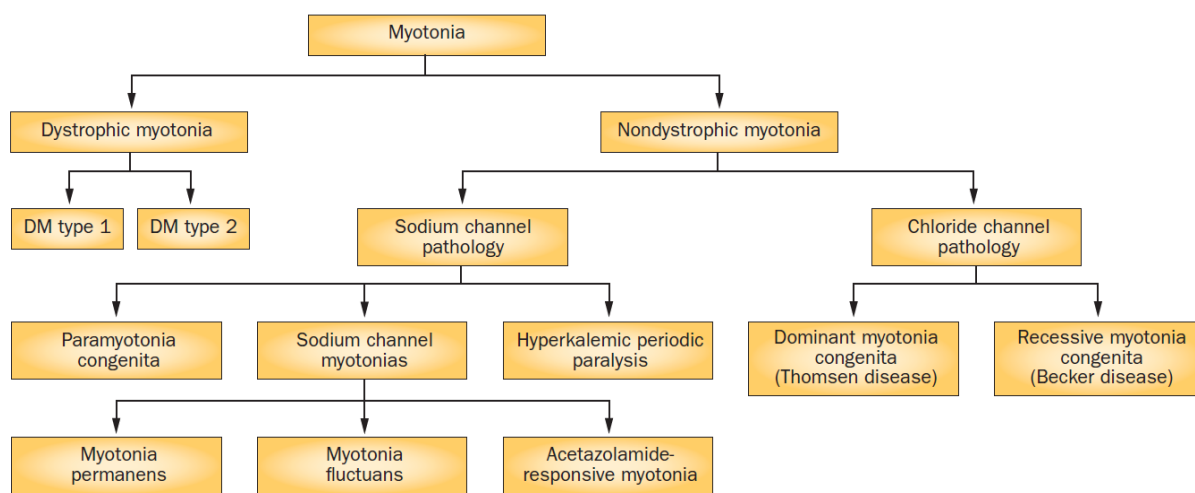 Myotonia
Dystrophic myotonia
Nondystrophic myotonia
DM type 1
DM type 2
Sodium channel
pathology
Chloride channel
pathology
Paramyotonia
congenita
Sodium channel
myotonias
Hyperkalemic periodic
paralysis
Dominant myotonia
congenita
(Thomsen disease)
Recessive myotonia
congenita
(Becker disease)
Myotonia
permanens
Myotonia
fluctuans
Acetazolamide-
responsive myotonia